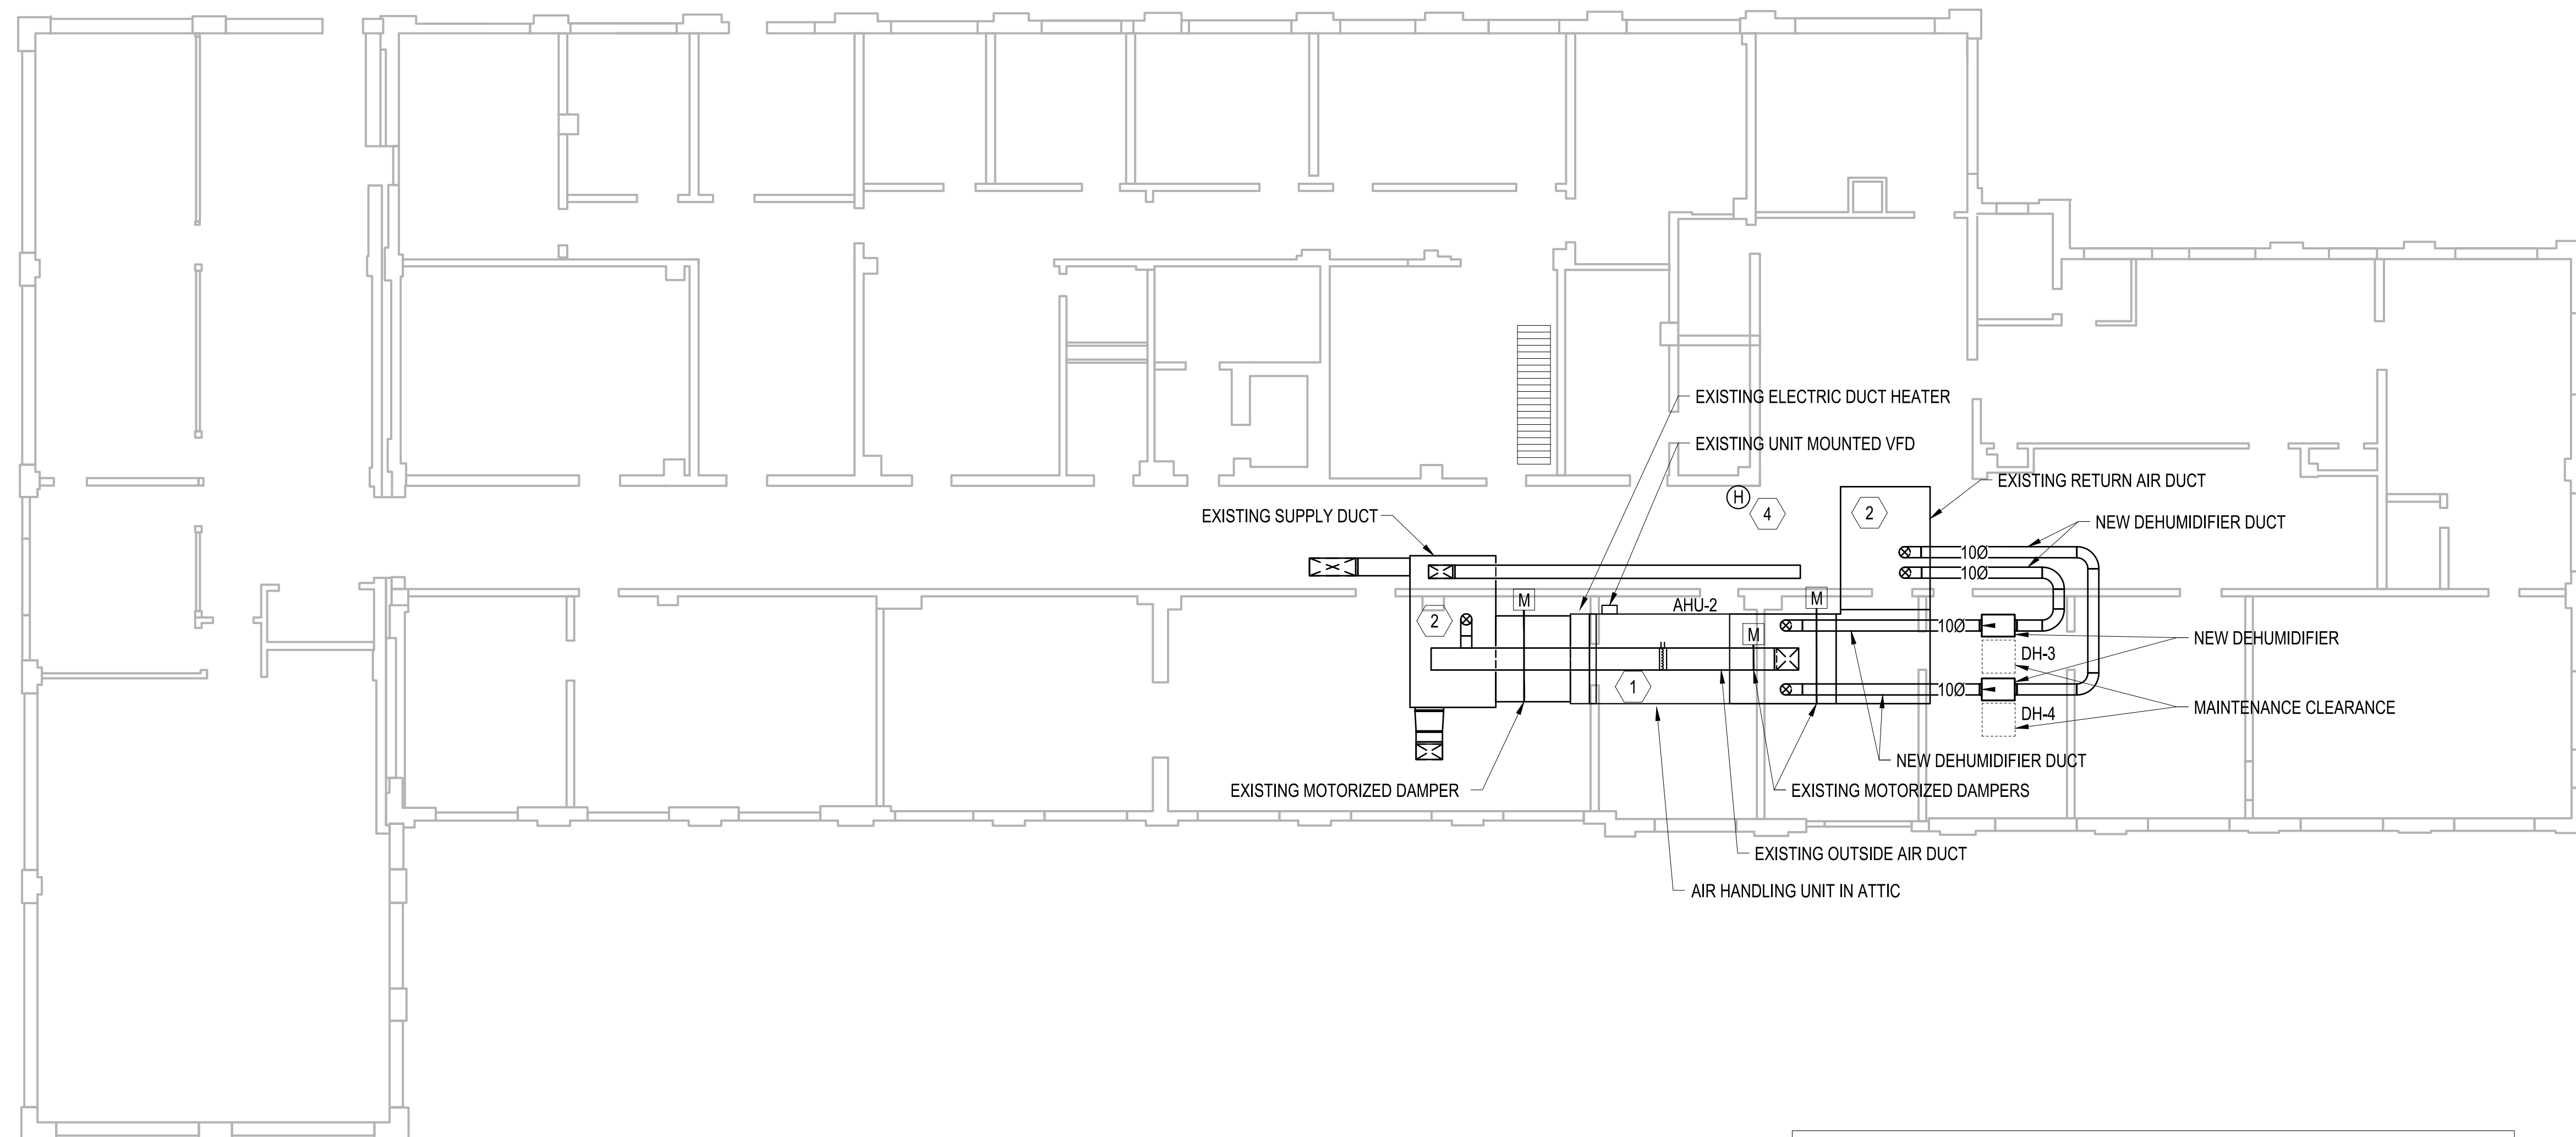 EXISTING ELECTRIC DUCT HEATER
EXISTING UNIT MOUNTED VFD
EXISTING RETURN AIR DUCT
H
4
2
EXISTING SUPPLY DUCT
NEW DEHUMIDIFIER DUCT
10Ø
10Ø
M
M
AHU-2
2
M
10Ø
NEW DEHUMIDIFIER
DH-3
1
10Ø
MAINTENANCE CLEARANCE
DH-4
NEW DEHUMIDIFIER DUCT
EXISTING MOTORIZED DAMPER
EXISTING MOTORIZED DAMPERS
EXISTING OUTSIDE AIR DUCT
AIR HANDLING UNIT IN ATTIC